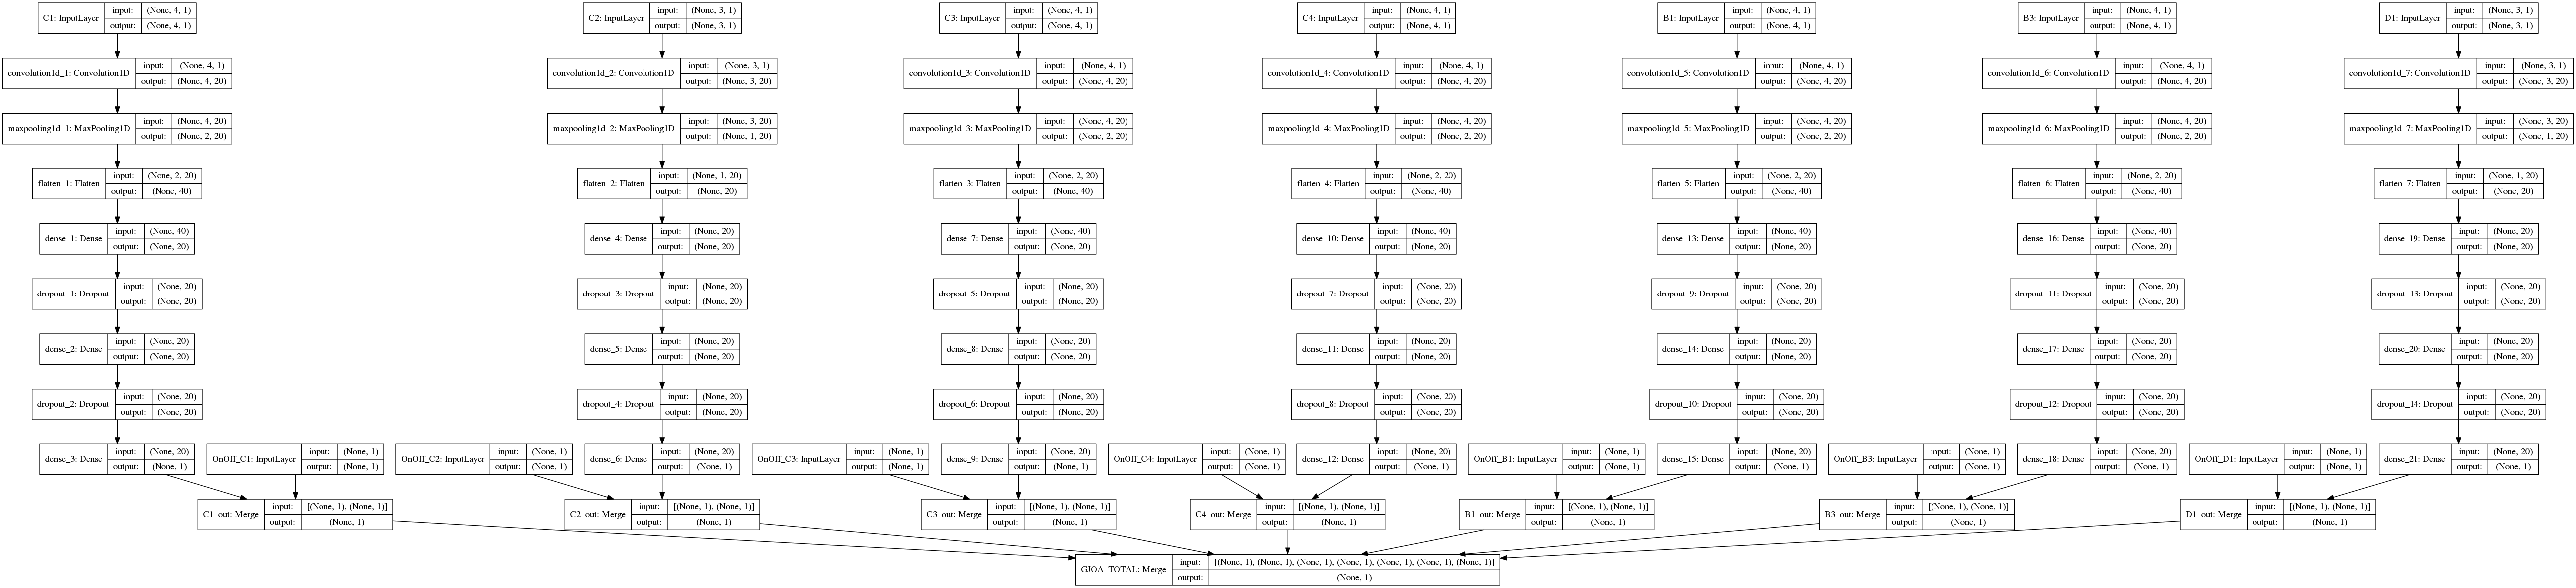 C1: InputLayer input: (None, 4, 1)
output: (None, 4, 1)
C2: InputLayer input: (None, 3, 1)
output: (None, 3, 1)
C3: InputLayer input: (None, 4, 1)
output: (None, 4, 1)
C4: InputLayer input: (None, 4, 1)
output: (None, 4, 1)
B1: InputLayer input: (None, 4, 1)
output: (None, 4, 1)
B3: InputLayer input: (None, 4, 1)
output: (None, 4, 1)
D1: InputLayer input: (None, 3, 1)
output: (None, 3, 1)
convolution1d_1: Convolution1D input: (None, 4, 1)
output: (None, 4, 20)
convolution1d_2: Convolution1D input: (None, 3, 1)
output: (None, 3, 20)
convolution1d_3: Convolution1D input: (None, 4, 1)
output: (None, 4, 20)
convolution1d_4: Convolution1D input: (None, 4, 1)
output: (None, 4, 20)
convolution1d_5: Convolution1D input: (None, 4, 1)
output: (None, 4, 20)
convolution1d_6: Convolution1D input: (None, 4, 1)
output: (None, 4, 20)
convolution1d_7: Convolution1D input: (None, 3, 1)
output: (None, 3, 20)
maxpooling1d_1: MaxPooling1D input: (None, 4, 20)
output: (None, 2, 20)
maxpooling1d_2: MaxPooling1D input: (None, 3, 20)
output: (None, 1, 20)
maxpooling1d_3: MaxPooling1D input: (None, 4, 20)
output: (None, 2, 20)
maxpooling1d_4: MaxPooling1D input: (None, 4, 20)
output: (None, 2, 20)
maxpooling1d_5: MaxPooling1D input: (None, 4, 20)
output: (None, 2, 20)
maxpooling1d_6: MaxPooling1D input: (None, 4, 20)
output: (None, 2, 20)
maxpooling1d_7: MaxPooling1D input: (None, 3, 20)
output: (None, 1, 20)
flatten_1: Flatten input: (None, 2, 20)
output: (None, 40)
flatten_2: Flatten input: (None, 1, 20)
output: (None, 20)
flatten_3: Flatten input: (None, 2, 20)
output: (None, 40)
flatten_4: Flatten input: (None, 2, 20)
output: (None, 40)
flatten_5: Flatten input: (None, 2, 20)
output: (None, 40)
flatten_6: Flatten input: (None, 2, 20)
output: (None, 40)
flatten_7: Flatten input: (None, 1, 20)
output: (None, 20)
dense_1: Dense input: (None, 40)
output: (None, 20)
dense_4: Dense input: (None, 20)
output: (None, 20)
dense_7: Dense input: (None, 40)
output: (None, 20)
dense_10: Dense input: (None, 40)
output: (None, 20)
dense_13: Dense input: (None, 40)
output: (None, 20)
dense_16: Dense input: (None, 40)
output: (None, 20)
dense_19: Dense input: (None, 20)
output: (None, 20)
dropout_1: Dropout input: (None, 20)
output: (None, 20)
dropout_3: Dropout input: (None, 20)
output: (None, 20)
dropout_5: Dropout input: (None, 20)
output: (None, 20)
dropout_7: Dropout input: (None, 20)
output: (None, 20)
dropout_9: Dropout input: (None, 20)
output: (None, 20)
dropout_11: Dropout input: (None, 20)
output: (None, 20)
dropout_13: Dropout input: (None, 20)
output: (None, 20)
dense_2: Dense input: (None, 20)
output: (None, 20)
dense_5: Dense input: (None, 20)
output: (None, 20)
dense_8: Dense input: (None, 20)
output: (None, 20)
dense_11: Dense input: (None, 20)
output: (None, 20)
dense_14: Dense input: (None, 20)
output: (None, 20)
dense_17: Dense input: (None, 20)
output: (None, 20)
dense_20: Dense input: (None, 20)
output: (None, 20)
dropout_2: Dropout input: (None, 20)
output: (None, 20)
dropout_4: Dropout input: (None, 20)
output: (None, 20)
dropout_6: Dropout input: (None, 20)
output: (None, 20)
dropout_8: Dropout input: (None, 20)
output: (None, 20)
dropout_10: Dropout input: (None, 20)
output: (None, 20)
dropout_12: Dropout input: (None, 20)
output: (None, 20)
dropout_14: Dropout input: (None, 20)
output: (None, 20)
dense_3: Dense input: (None, 20)
output: (None, 1)
OnOff_C1: InputLayer input: (None, 1)
output: (None, 1)
OnOff_C2: InputLayer input: (None, 1)
output: (None, 1)
dense_6: Dense input: (None, 20)
output: (None, 1)
OnOff_C3: InputLayer input: (None, 1)
output: (None, 1)
dense_9: Dense input: (None, 20)
output: (None, 1)
OnOff_C4: InputLayer input: (None, 1)
output: (None, 1)
dense_12: Dense input: (None, 20)
output: (None, 1)
OnOff_B1: InputLayer input: (None, 1)
output: (None, 1)
dense_15: Dense input: (None, 20)
output: (None, 1)
OnOff_B3: InputLayer input: (None, 1)
output: (None, 1)
dense_18: Dense input: (None, 20)
output: (None, 1)
OnOff_D1: InputLayer input: (None, 1)
output: (None, 1)
dense_21: Dense input: (None, 20)
output: (None, 1)
C1_out: Merge input: [(None, 1), (None, 1)]
output: (None, 1)
C2_out: Merge input: [(None, 1), (None, 1)]
output: (None, 1)
C3_out: Merge input: [(None, 1), (None, 1)]
output: (None, 1)
C4_out: Merge input: [(None, 1), (None, 1)]
output: (None, 1)
B1_out: Merge input: [(None, 1), (None, 1)]
output: (None, 1)
B3_out: Merge input: [(None, 1), (None, 1)]
output: (None, 1)
D1_out: Merge input: [(None, 1), (None, 1)]
output: (None, 1)
GJOA_TOTAL: Merge input: [(None, 1), (None, 1), (None, 1), (None, 1), (None, 1), (None, 1), (None, 1)]
output: (None, 1)